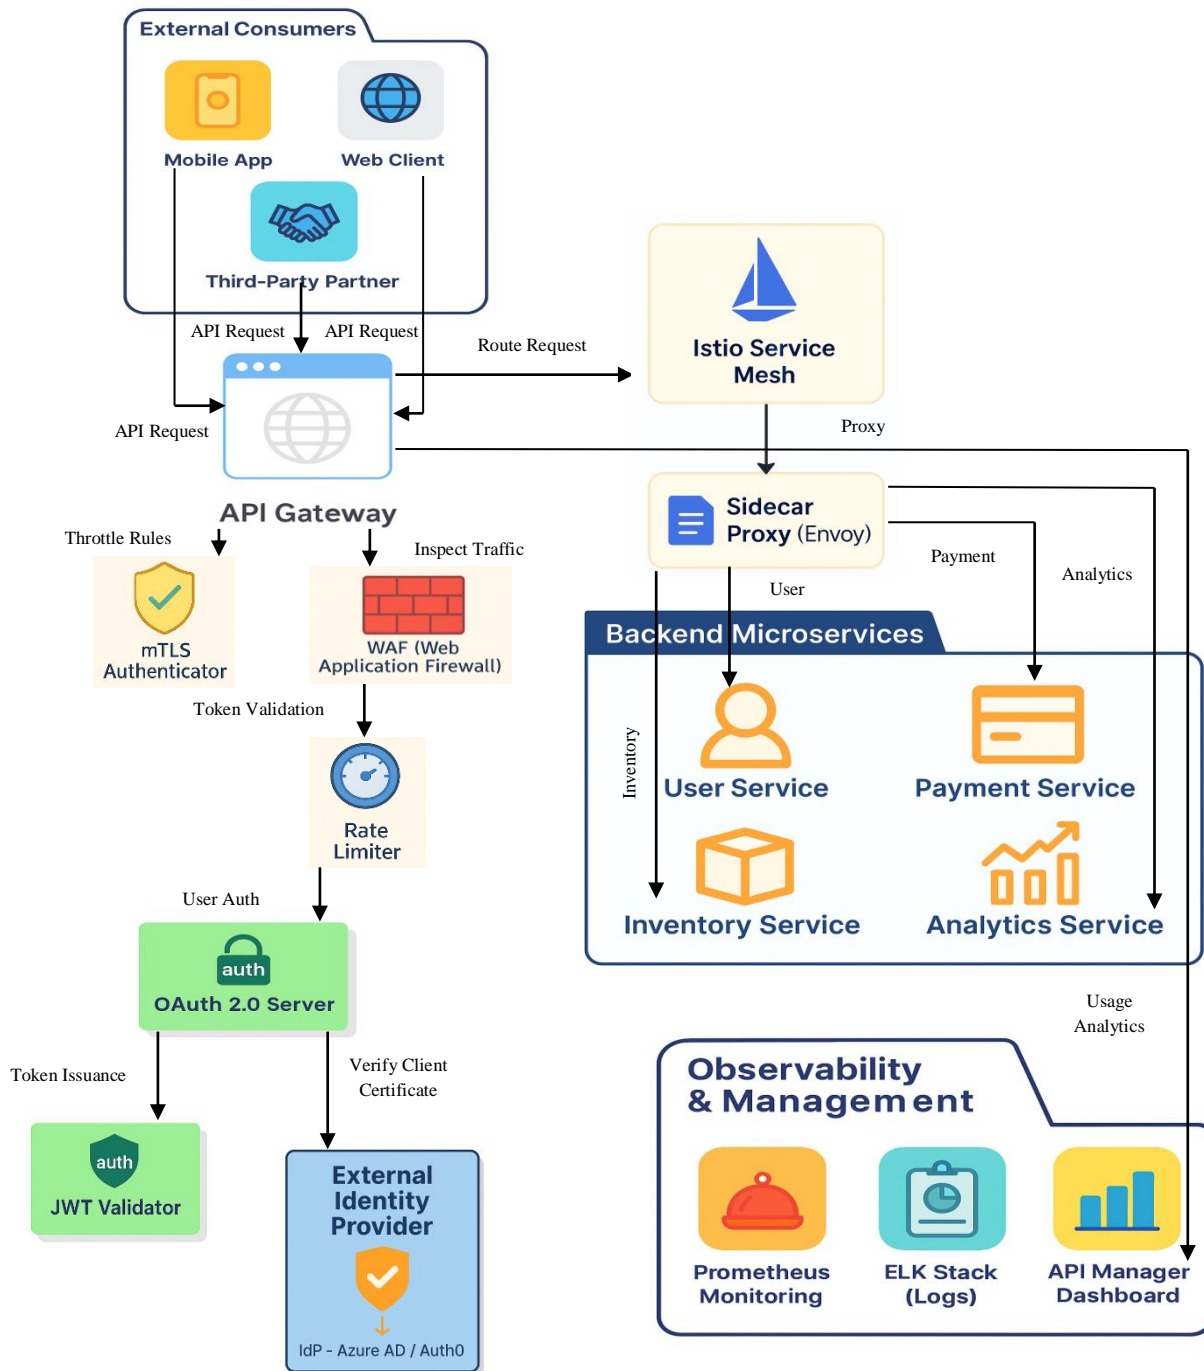 External Consumers
Mobile App
Web Client
Third-Party Partner
API Request
API Request
API Request
Route Request
API Gateway
Istio Service
Mesh
Proxy
Sidecar
Proxy (Envoy)
Throttle Rules
Inspect Traffic
mTLS
Authenticator
WAF (Web
Application Firewall)
User
Payment
Analytics
Inventory
Backend Microservices
User Service
Payment Service
Inventory Service
Analytics Service
Token Validation
Rate
Limiter
User Auth
auth
OAuth 2.0 Server
Token Issuance
Verify Client
Certificate
auth
JWT Validator
External
Identity
Provider
IdP - Azure AD / Auth0
Usage
Analytics
Observability
& Management
Prometheus
Monitoring
ELK Stack
(Logs)
API Manager
Dashboard